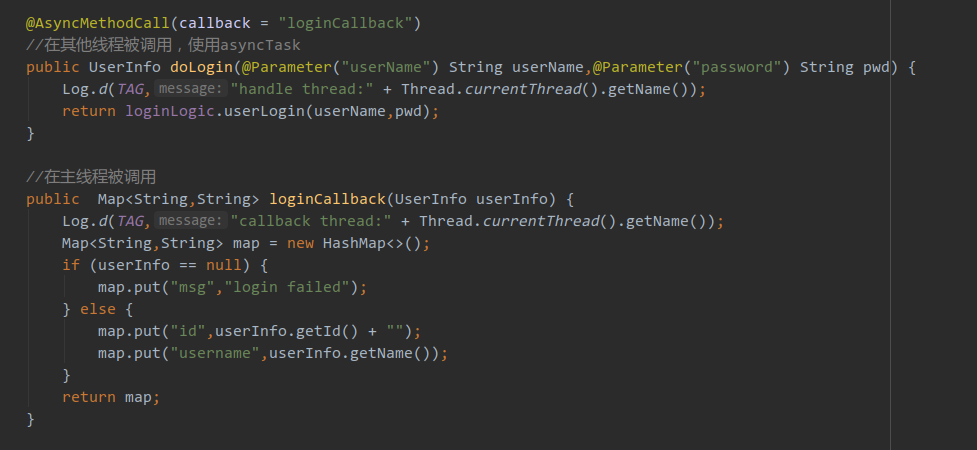 @AsyncMethodCall(callback = "loginCallback")
//在其他线程被调用，使用asyncTask
public UserInfo doLogin(@Parameter("userName") String userName,@Parameter("password") String pwd) {
Log.d(TAG, message: "handle thread:" + Thread.currentThread().getName());
return loginLogic.userLogin(userName,pwd);
}
//在主线程被调用
public  Map<String,String> loginCallback(UserInfo userInfo) {
Log.d(TAG, message: "callback thread:" + Thread.currentThread().getName());
Map<String,String> map = new HashMap<>();
if (userInfo == null) {
map.put("msg","login failed");
} else {
map.put("id",userInfo.getId() + "");
map.put("username",userInfo.getName());
}
return map;
}